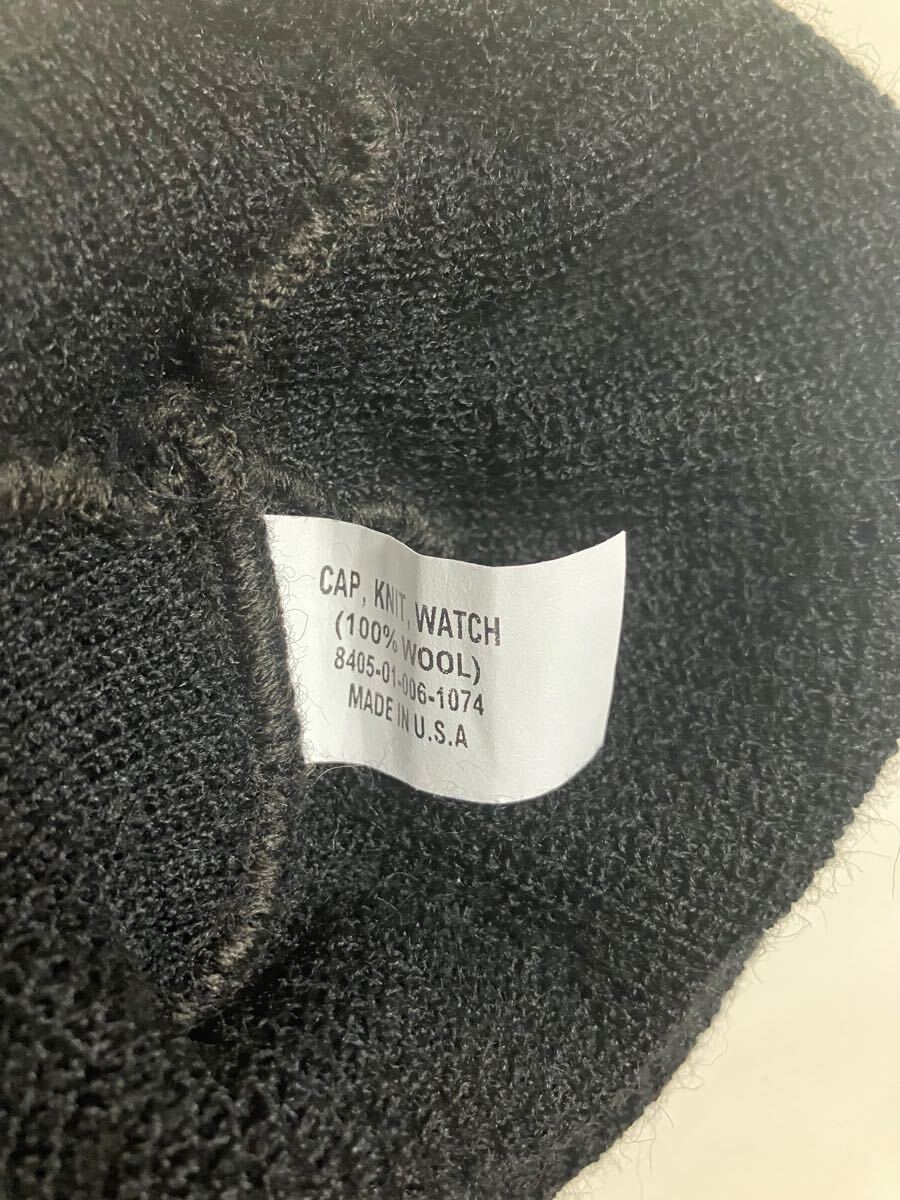 CAP, KNIT, WATCH
(100% WOOL)
8405-01-006-1074
MADE IN U.S.A